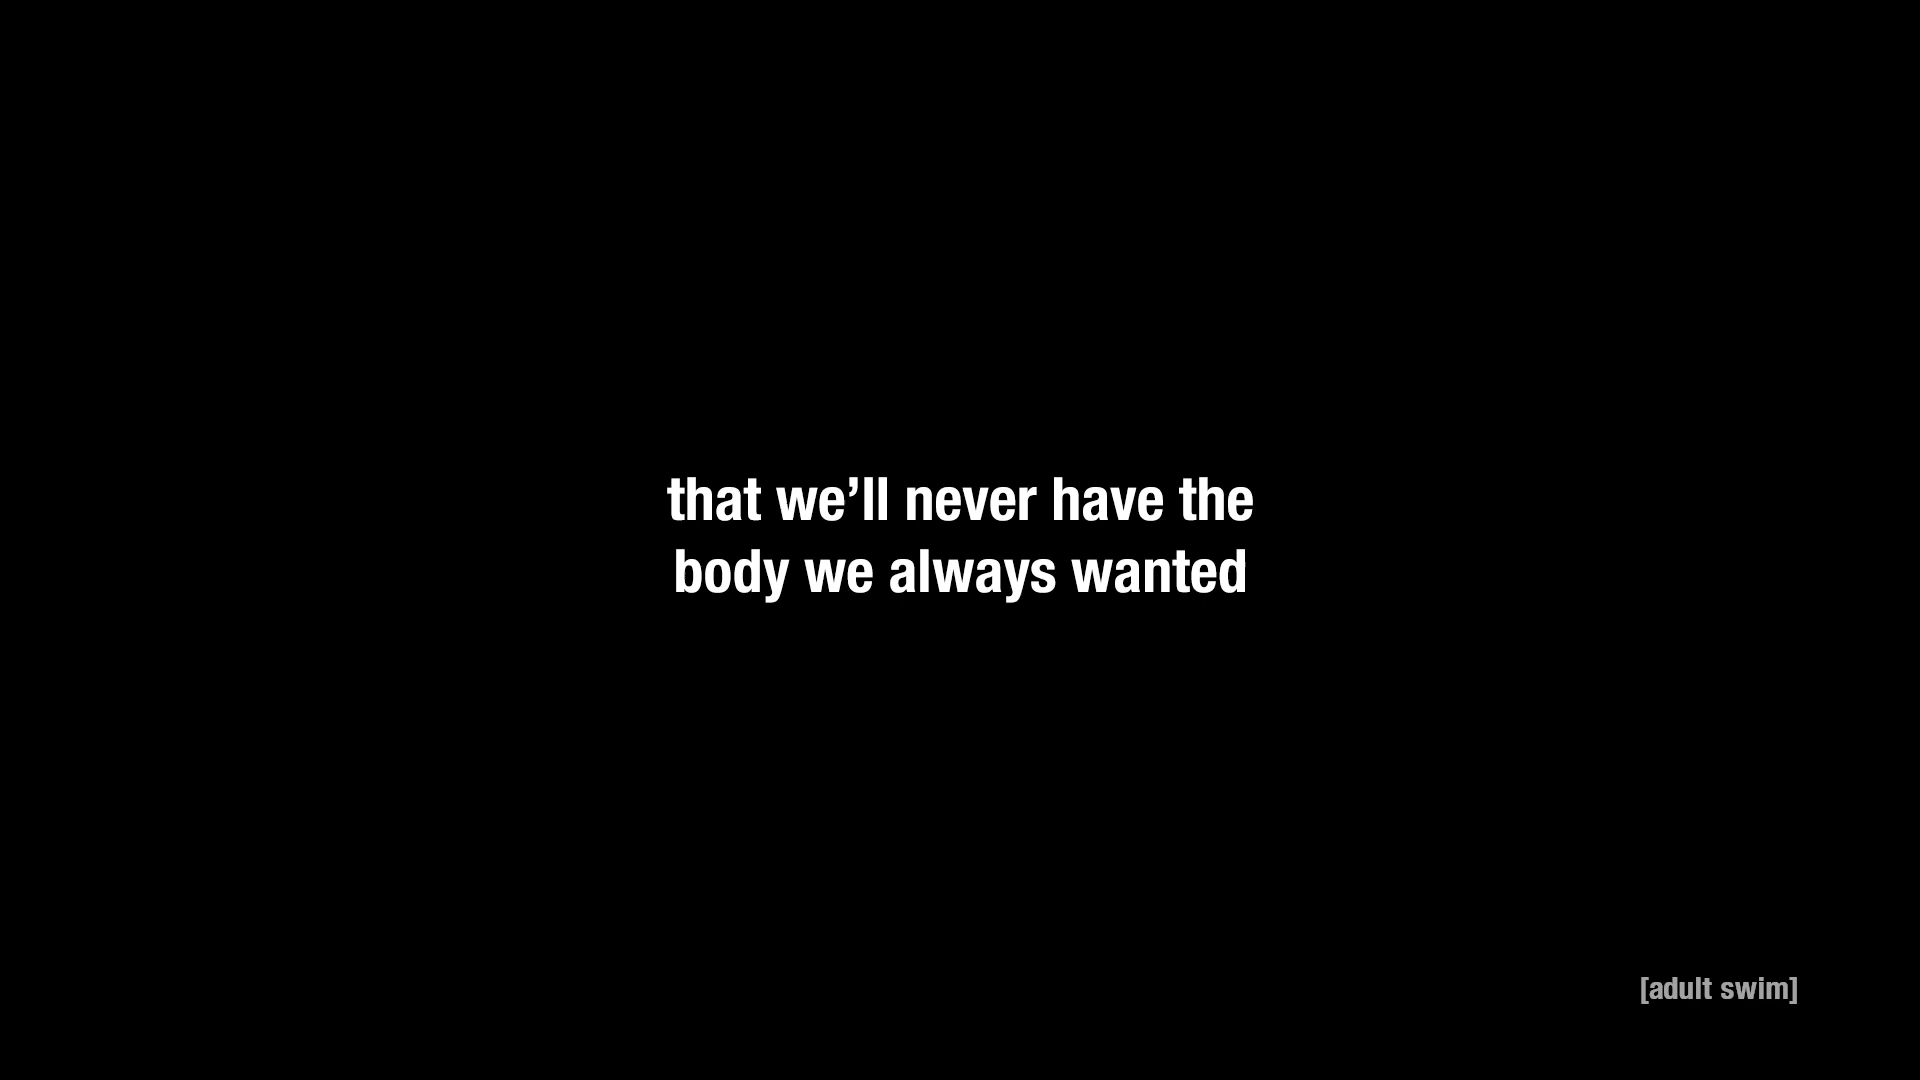 that we’ll never have the
body we always wanted
[adult swim]